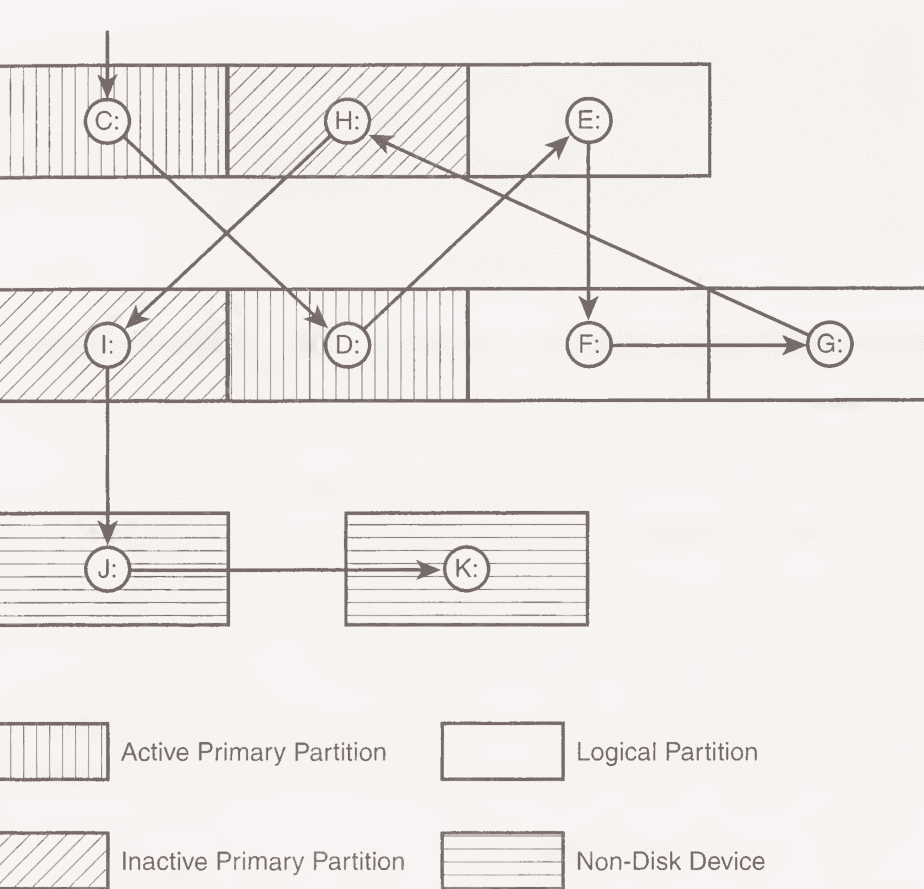 C: H: E:
I: D: F: G:
J: K:
Active Primary Partition Logical Partition
Inactive Primary Partition Non-Disk Device